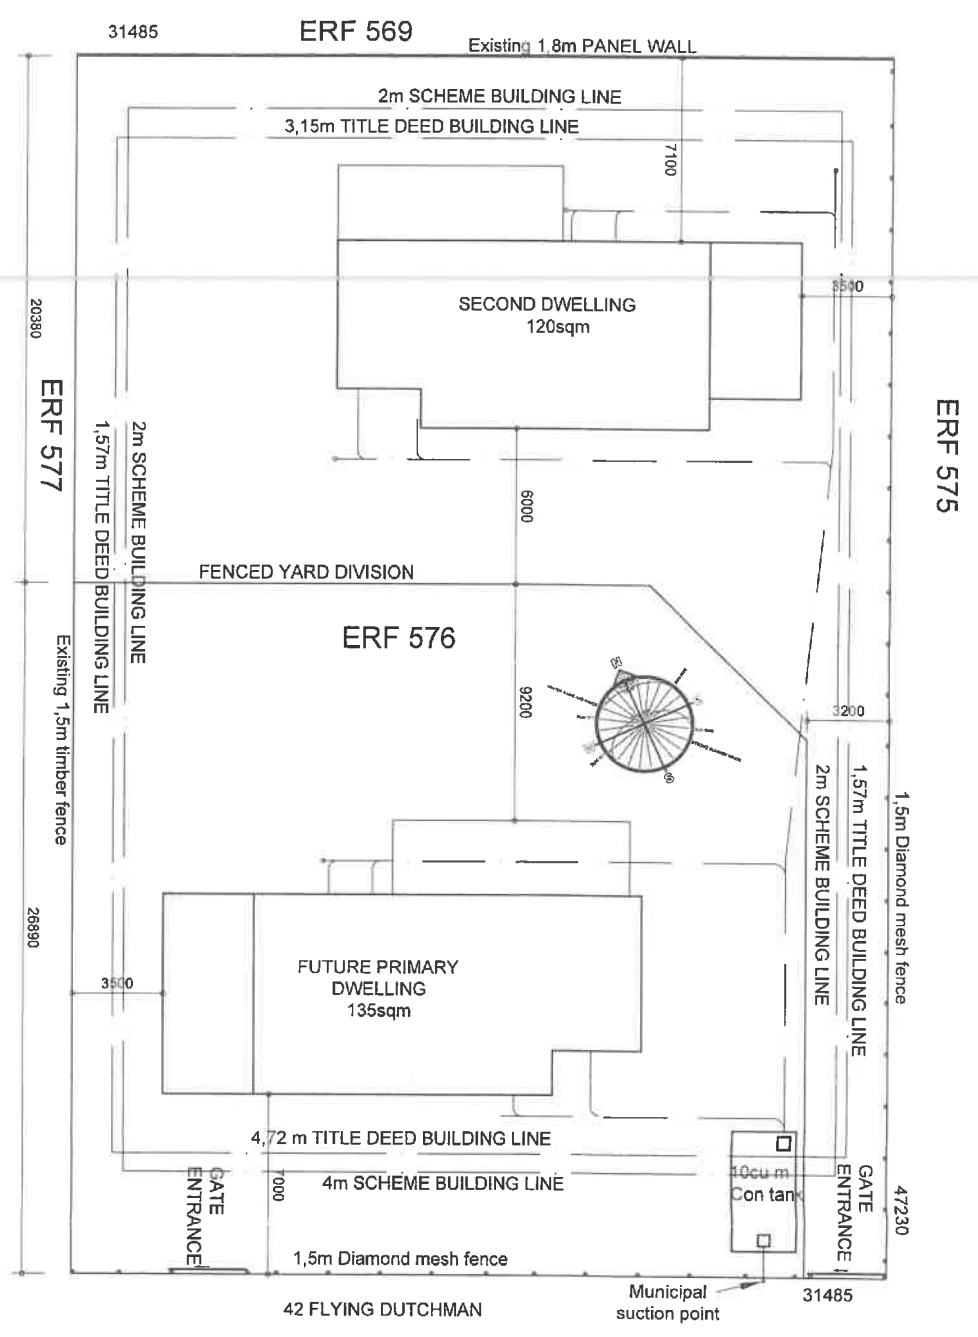 31485
ERF 569
Existing 1,8m PANEL WALL
2m SCHEME BUILDING LINE
3,15m TITLE DEED BUILDING LINE
7100
SECOND DWELLING
120sqm
3500
20380
ERF 577
ERF 575
2m SCHEME BUILDING LINE
1,57m TITLE DEED BUILDING LINE
6000
FENCED YARD DIVISION
ERF 576
N
S
9200
3200
Existing 1,5m timber fence
1,5m Diamond mesh fence
1,57m TITLE DEED BUILDING LINE
2m SCHEME BUILDING LINE
26890
FUTURE PRIMARY
DWELLING
135sqm
3500
4,72 m TITLE DEED BUILDING LINE
4m SCHEME BUILDING LINE
7000
GATE
ENTRANCE
10cu m
Con tank
GATE
ENTRANCE
47230
1,5m Diamond mesh fence
42 FLYING DUTCHMAN
Municipal
suction point
31485